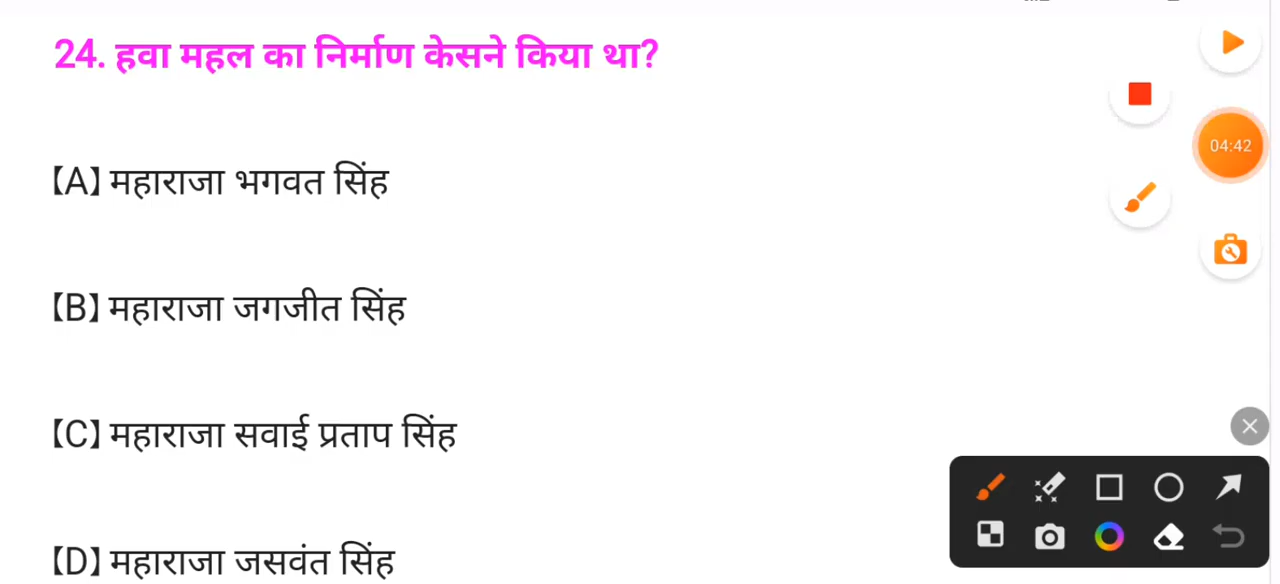 24. हवा महल का निर्माण केसने किया था?
【A】महाराजा भगवत सिंह
04:42
【B】महाराजा जगजीत सिंह
【C】महाराजा सवाई प्रताप सिंह
【D】महाराजा जसवंत सिंह